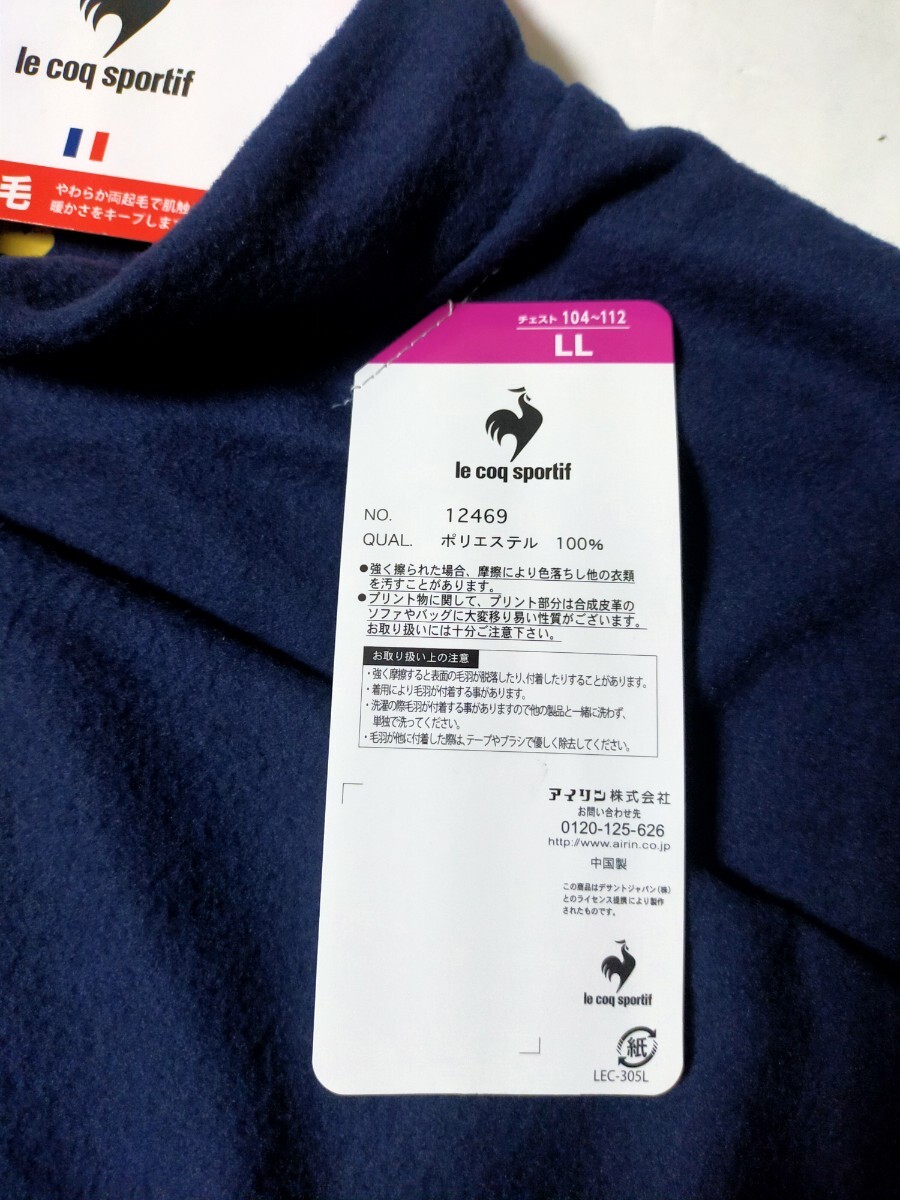 le coq sportif
毛
やわらか両起毛で肌触
暖かさをキープしま
チェスト 104~112
LL
le coq sportif
NO. 12469
QUAL. ポリエステル 100%
●強く擦られた場合、摩擦により色落ちし他の衣類
を汚すことがあります。
●プリント物に関して、プリント部分は合成皮革の
ソファやバッグに大変移り易い性質がございます。
お取り扱いには十分ご注意下さい。
お取り扱い上の注意
・強く摩擦すると表面の毛羽が脱落したり、付着したりすることがあります。
・着用により毛羽が付着する事があります。
・洗濯の際毛羽が付着する事がありますので他の製品と一緒に洗わず、
単独で洗ってください。
・毛羽が他に付着した際は、テープやブラシで優しく除去してください。
アイリン株式会社
お問い合わせ先
0120-125-626
http://www.airin.co.jp
中国製
この商品はデサントジャパン(株)
とのライセンス提携により製作
されたものです。
le coq sportif
紙
LEC-305L